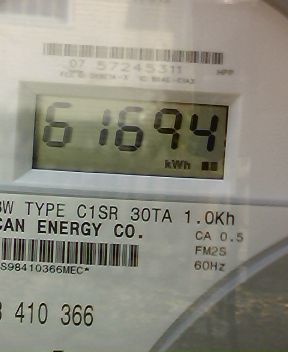 07 57245311
HPP
61694
kWh
TYPE C1SR 30TA 1.0Kh
CAN ENERGY CO.
CA 0.5
FM2S
S98410366MEC*
60Hz
410 366